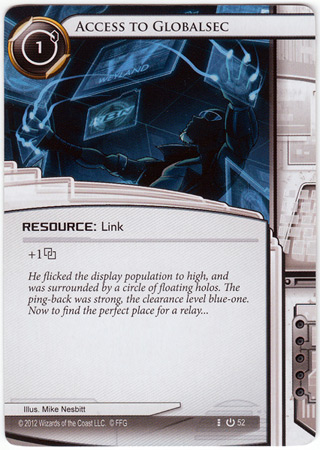 1
ACCESS TO GLOBALSEC
WEYLAND
RESOURCE: Link
+1
He flicked the display population to high, and
was surrounded by a circle of floating holos. The
ping-back was strong, the clearance level blue-one.
Now to find the perfect place for a relay...
Illus. Mike Nesbitt
© 2012 Wizards of the Coast LLC. © FFG
52